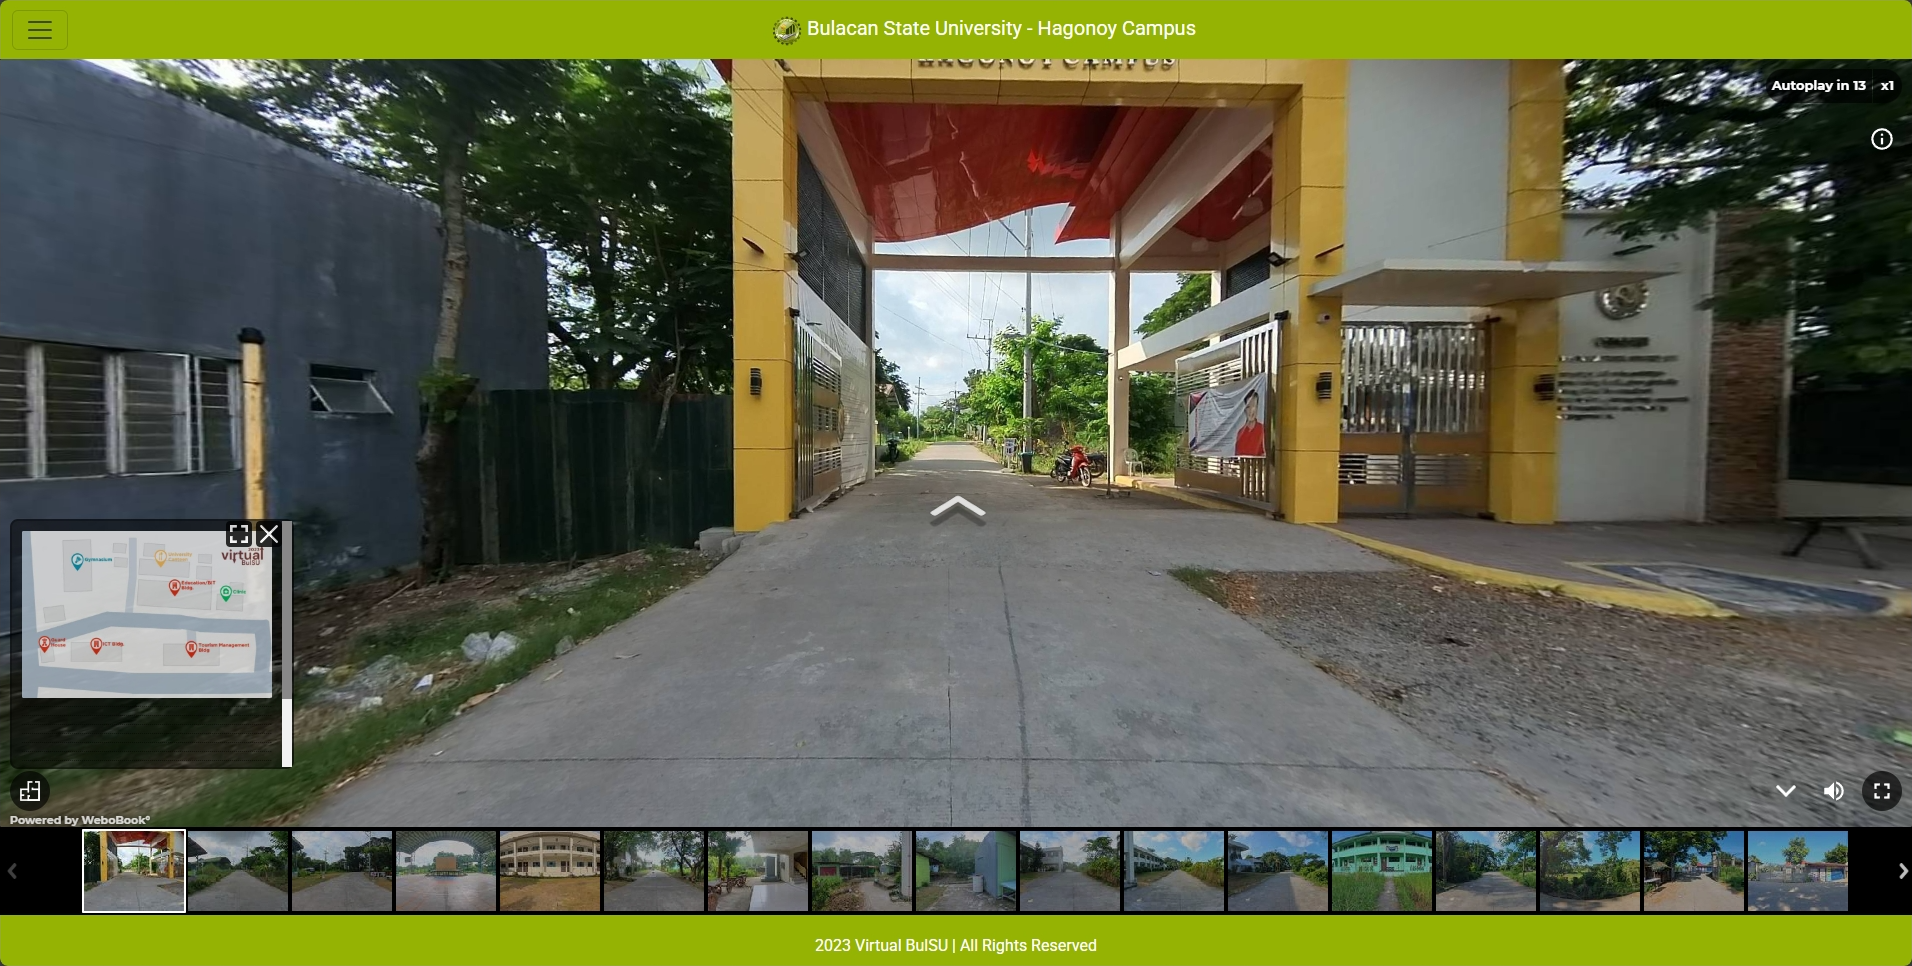 Bulacan State University - Hagonoy Campus
HAGONOY CAMPUS
Autoplay in 13 x1
2023
virtual
BulSU
Gymnasium
University
Canteen
Education/BIT
Bldg
Clinic
Guard
House
ICT Bldg
Tourism Management
Bldg
Powered by WeboBook®
2023 Virtual BulSU | All Rights Reserved